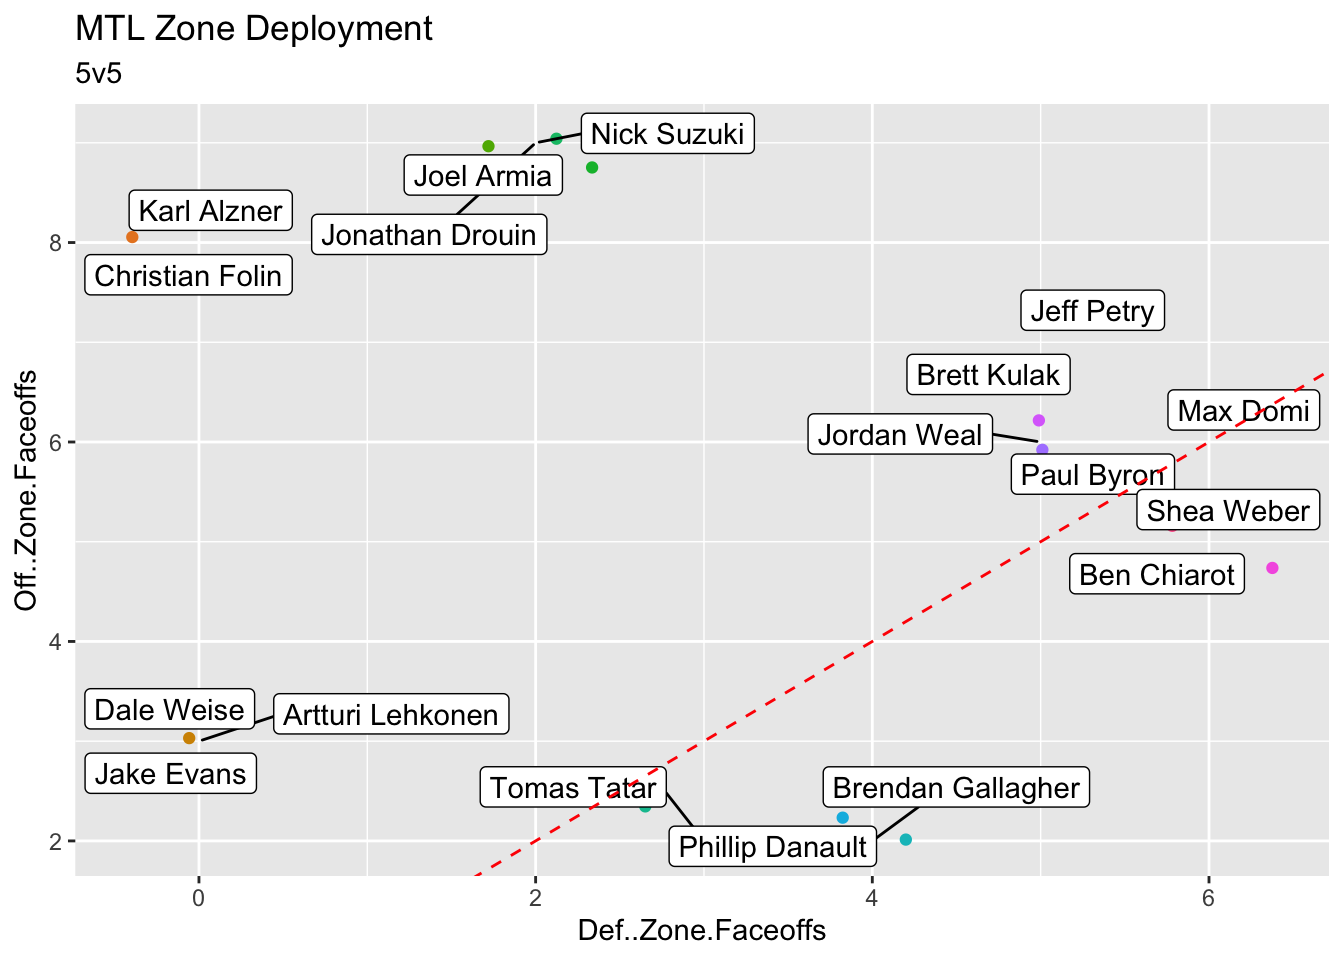 MTL Zone Deployment
5v5
Nick Suzuki
Joel Armia
Karl Alzner
Jonathan Drouin
Christian Folin
Jeff Petry
Brett Kulak
Max Domi
Jordan Weal
Paul Byron
Shea Weber
Ben Chiarot
Dale Weise
Artturi Lehkonen
Jake Evans
Tomas Tatar
Brendan Gallagher
Phillip Danault
8
6
4
2
Off..Zone.Faceoffs
0
2
4
6
Def..Zone.Faceoffs